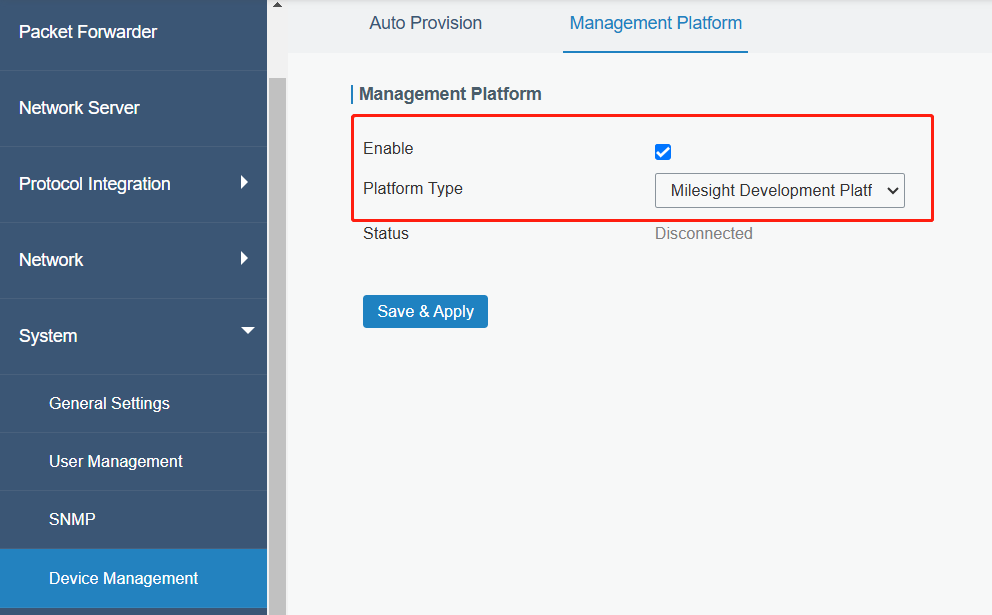 Packet Forwarder
Network Server
Protocol Integration
Network
System
General Settings
User Management
SNMP
Device Management
Auto Provision
Management Platform
Management Platform
Enable
Platform Type
Milesight Development Platf
Status
Disconnected
Save & Apply